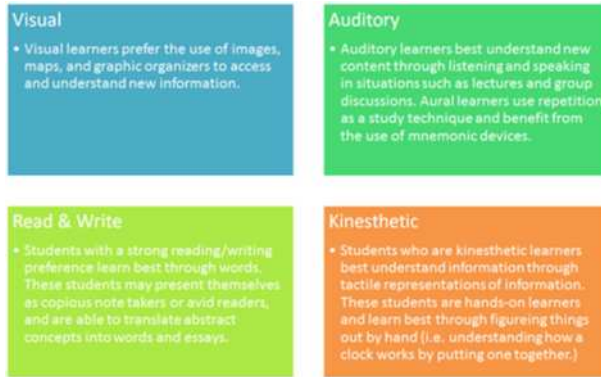 Visual
• Visual learners prefer the use of images,
maps, and graphic organizers to access
and understand new information.
Auditory
• Auditory learners best understand new
content through listening and speaking
in situations such as lectures and group
discussions. Aural learners use repetition
as a study technique and benefit from
the use of mnemonic devices.
Read & Write
• Students with a strong reading/writing
preference learn best through words.
These students may present themselves
as copious note takers or avid readers,
and are able to translate abstract
concepts into words and essays.
Kinesthetic
• Students who are kinesthetic learners
best understand information through
tactile representations of information.
These students are hands-on learners
and learn best through figureing things
out by hand (i.e. understanding how a
clock works by putting one together.)